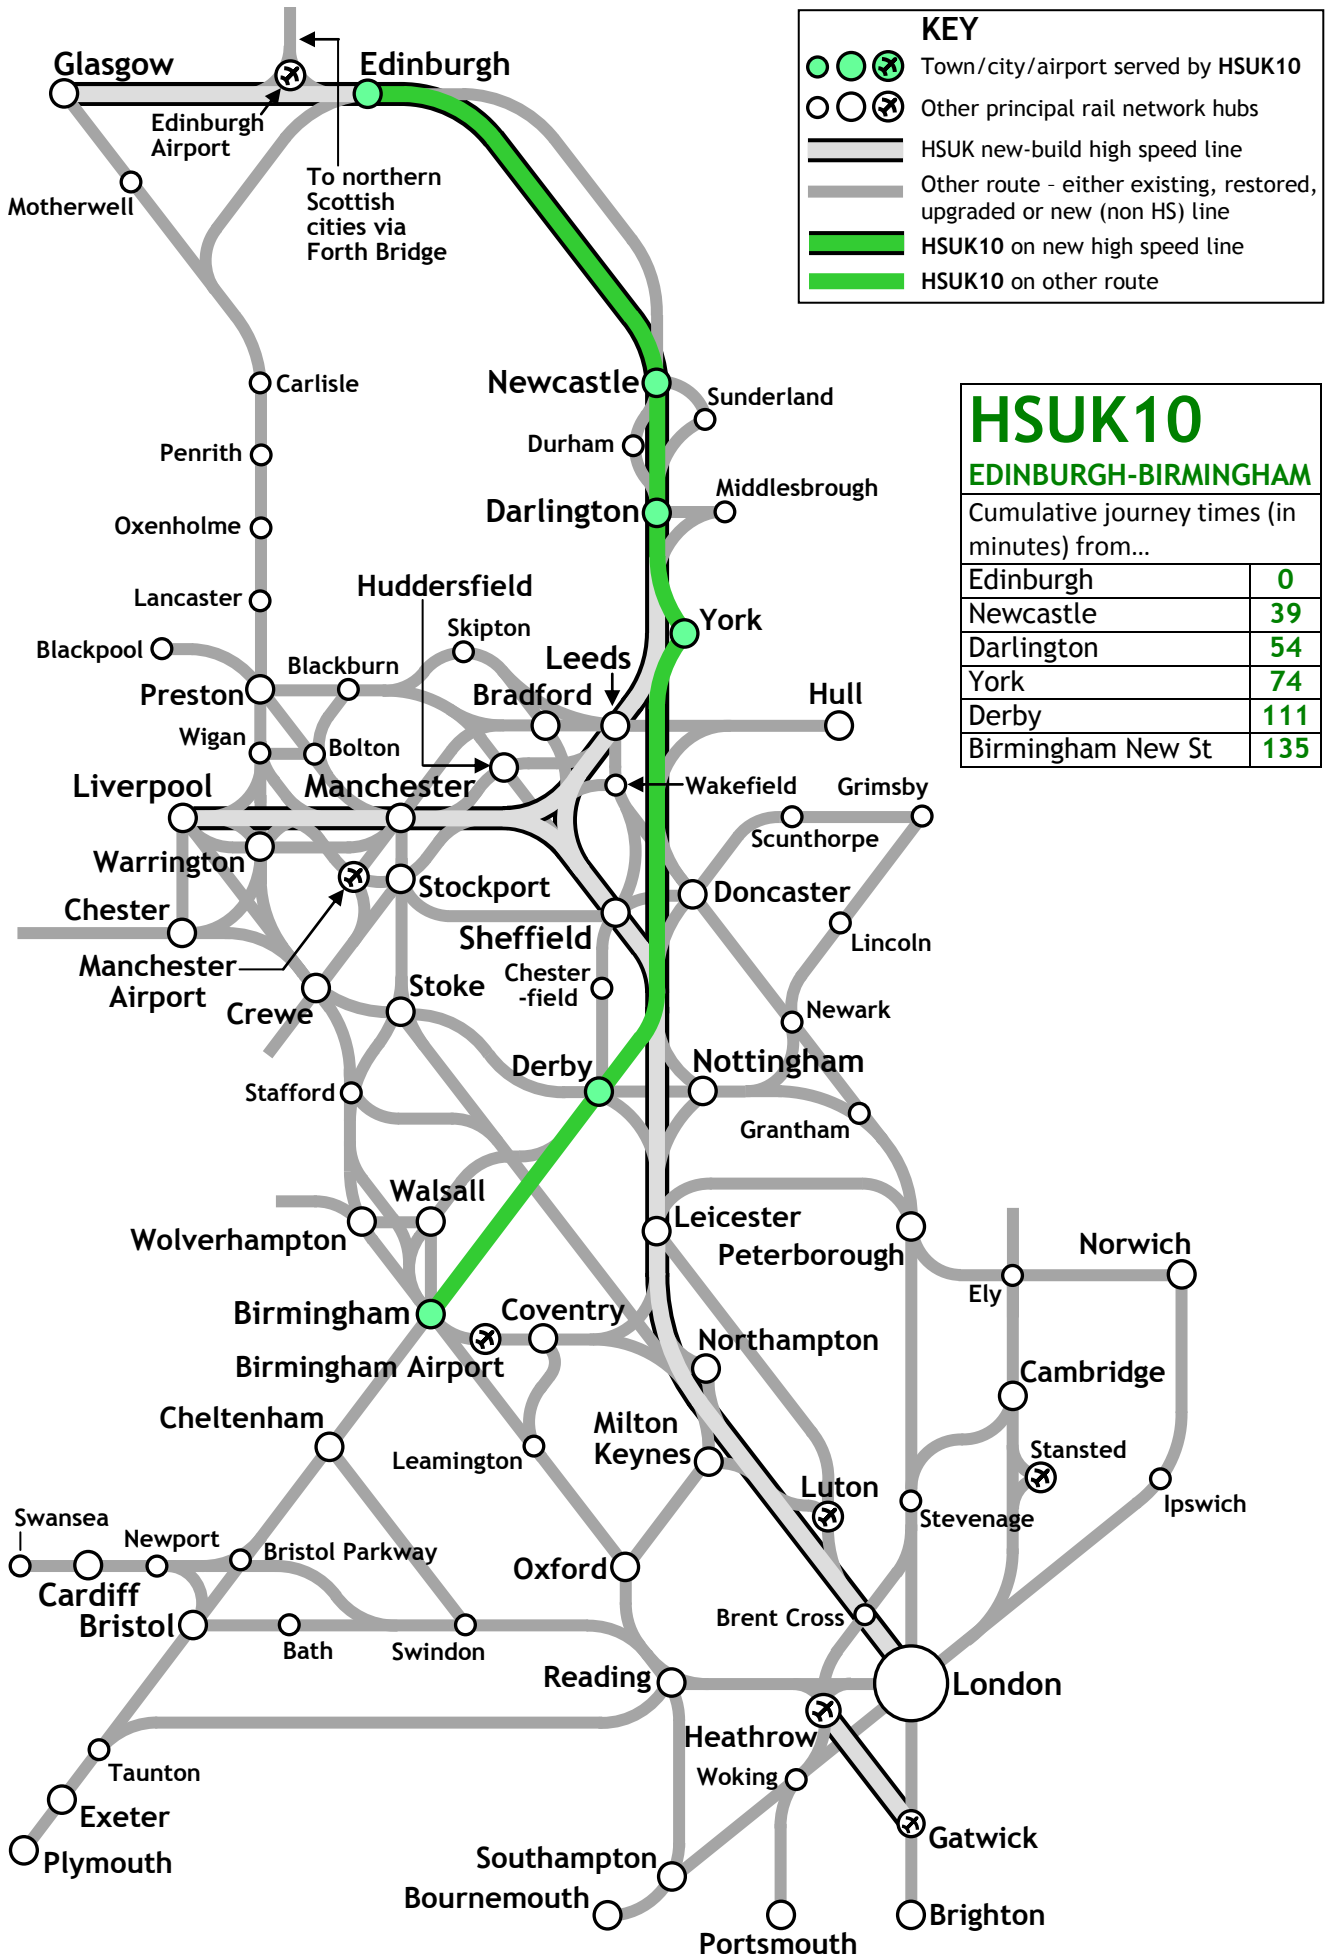 KEY
Town/city/airport served by HSUK10
Other principal rail network hubs
HSUK new-build high speed line
Other route - either existing, restored,
upgraded or new (non HS) line
HSUK10 on new high speed line
HSUK10 on other route
Glasgow
Edinburgh
Edinburgh
Airport
Motherwell
To northern
Scottish
cities via
Forth Bridge
HSUK10
EDINBURGH-BIRMINGHAM
Cumulative journey times (in
minutes) from...
Edinburgh 0
Newcastle 39
Darlington 54
York 74
Derby 111
Birmingham New St 135
Carlisle
Newcastle
Sunderland
Durham
Penrith
Middlesbrough
Darlington
Oxenholme
Huddersfield
Lancaster
York
Skipton
Blackpool
Leeds
Blackburn
Preston
Bradford
Hull
Wigan
Bolton
Liverpool
Manchester
Wakefield
Grimsby
Scunthorpe
Warrington
Stockport
Doncaster
Chester
Sheffield
Lincoln
Manchester
Airport
Chester
-field
Stoke
Crewe
Newark
Derby
Nottingham
Stafford
Grantham
Walsall
Leicester
Wolverhampton
Peterborough
Norwich
Ely
Birmingham
Coventry
Birmingham Airport
Northampton
Cambridge
Cheltenham
Milton
Keynes
Leamington
Stansted
Luton
Ipswich
Swansea
Stevenage
Newport
Bristol Parkway
Oxford
Cardiff
Bristol
Brent Cross
Bath
Swindon
Reading
London
Heathrow
Taunton
Woking
Exeter
Gatwick
Plymouth
Southampton
Bournemouth
Brighton
Portsmouth